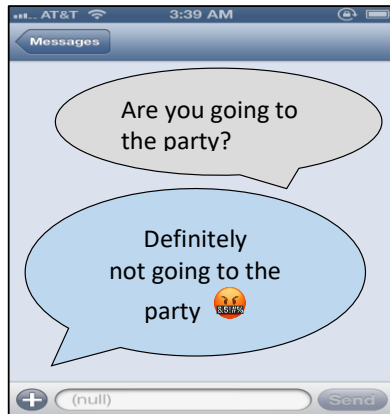 AT&T 3:39 AM
Messages
Are you going to
the party?
Definitely
not going to the
party 🤬
&$!#%
(null) Send